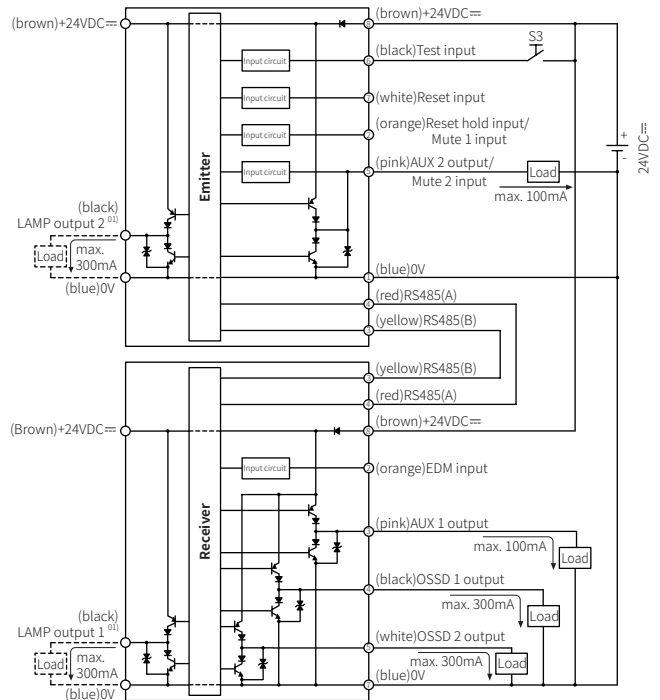 (brown)+24VDC⎓
(brown)+24VDC⎓
S3
(black)Test input
Input circuit
(white)Reset input
Input circuit
(orange)Reset hold input/
Mute 1 input
Input circuit
+
-
24VDC⎓
(pink)AUX 2 output/
Mute 2 input
Input circuit
Load
max. 100mA
Emitter
(black)
LAMP output 2 01)
Load
max.
300mA
(blue)0V
(blue)0V
(red)RS485(A)
(yellow)RS485(B)
(yellow)RS485(B)
(red)RS485(A)
(Brown)+24VDC⎓
(brown)+24VDC⎓
Input circuit
(orange)EDM input
Receiver
(pink)AUX 1 output
max. 100mA
Load
(black)OSSD 1 output
max. 300mA
Load
(black)
LAMP output 1 01)
Load
max.
300mA
(blue)0V
(white)OSSD 2 output
max. 300mA
Load
(blue)0V